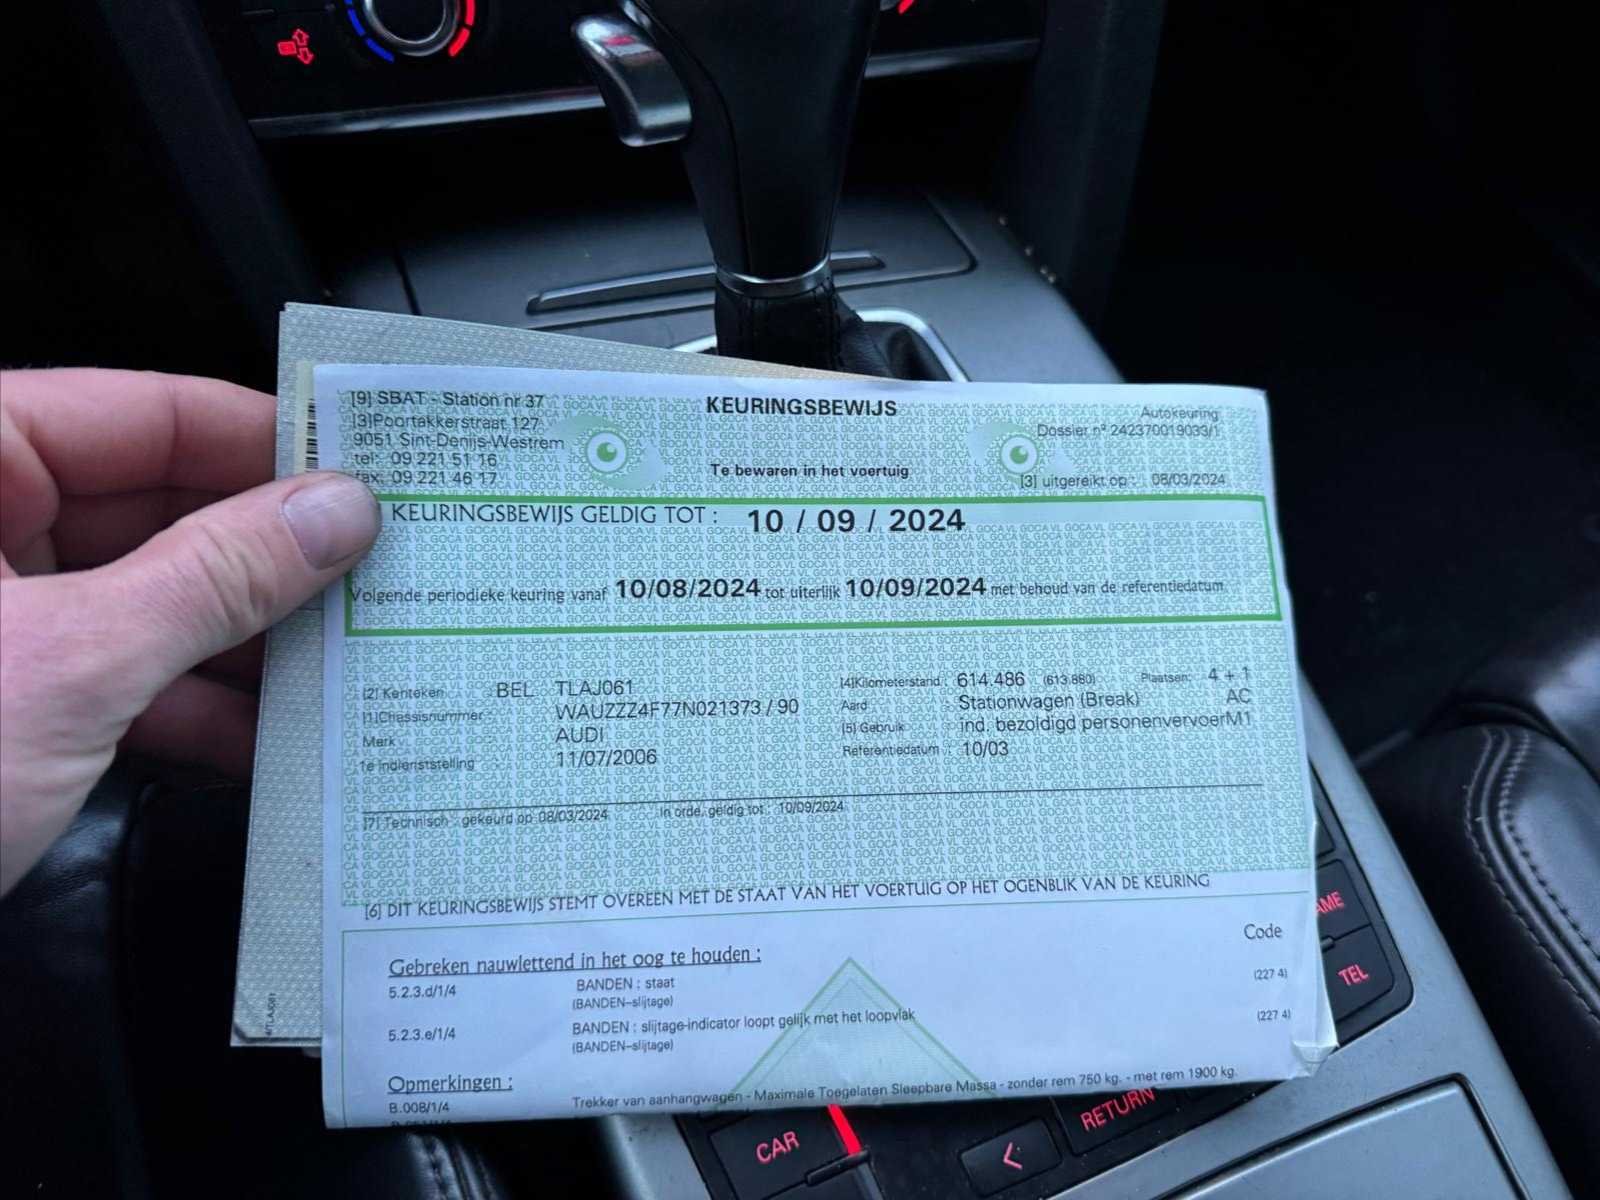 [9] SBAT - Station nr 37
[3]Poortakkerstraat 127
9051 Sint-Denijs-Westrem
tel: 09 221 51 16
fax: 09 221 46 17
KEURINGSBEWIJS
Te bewaren in het voertuig
Autokeuring
Dossier n° 242370019033/1
[3] uitgereikt op : 08/03/2024
KEURINGSBEWIJS GELDIG TOT : 10 / 09 / 2024
Volgende periodieke keuring vanaf 10/08/2024 tot uiterlijk 10/09/2024 met behoud van de referentiedatum
[2] Kenteken : BEL TLAJ061
[1]Chassisnummer : WAUZZZ4F77N021373 / 90
Merk : AUDI
1e indienststelling : 11/07/2006
[4]Kilometerstand : 614.486 (613.880) Plaatsen: 4 + 1
Aard : Stationwagen (Break) AC
[5] Gebruik : ind. bezoldigd personenvervoerM1
Referentiedatum : 10/03
[7] Technisch : gekeurd op 08/03/2024 In orde, geldig tot : 10/09/2024
[6] DIT KEURINGSBEWIJS STEMT OVEREEN MET DE STAAT VAN HET VOERTUIG OP HET OGENBLIK VAN DE KEURING
Code
Gebreken nauwlettend in het oog te houden :
5.2.3.d/1/4 BANDEN : staat (227 4)
(BANDEN-slijtage)
5.2.3.e/1/4 BANDEN : slijtage-indicator loopt gelijk met het loopvlak (227 4)
(BANDEN-slijtage)
Opmerkingen :
B.008/1/4 Trekker van aanhangwagen - Maximale Toegelaten Sleepbare Massa - zonder rem 750 kg. - met rem 1900 kg.
TEL
CAR
<
RETURN